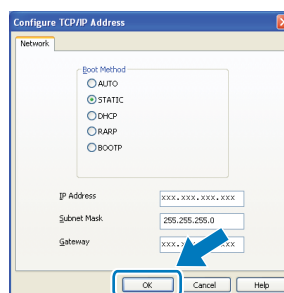 Configure TCP/IP Address
Network
Boot Method
AUTO
STATIC
DHCP
RARP
BOOTP
IP Address xxx.xxx.xxx.xxx
Subnet Mask 255.255.255.0
Gateway
OK Cancel Help